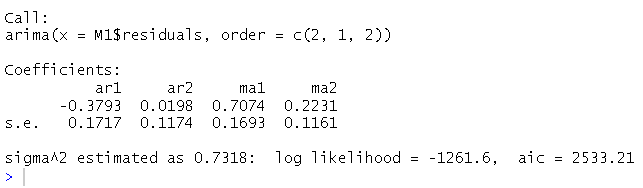 Call:
arima(x = M1$residuals, order = c(2, 1, 2))
Coefficients:
ar1 ar2 ma1 ma2
-0.3793 0.0198 0.7074 0.2231
s.e. 0.1717 0.1174 0.1693 0.1161
sigma^2 estimated as 0.7318: log likelihood = -1261.6, aic = 2533.21
>